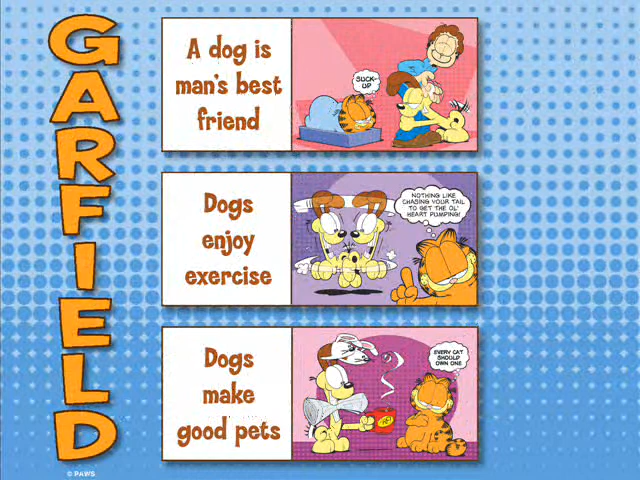 GARFIELD
A dog is
man's best
friend
SUCK-
UP
Dogs
enjoy
exercise
NOTHING LIKE
CHASING YOUR TAIL
TO GET THE OL'
HEART PUMPING!
Dogs
make
good pets
EVERY CAT
SHOULD
OWN ONE
© PAWS